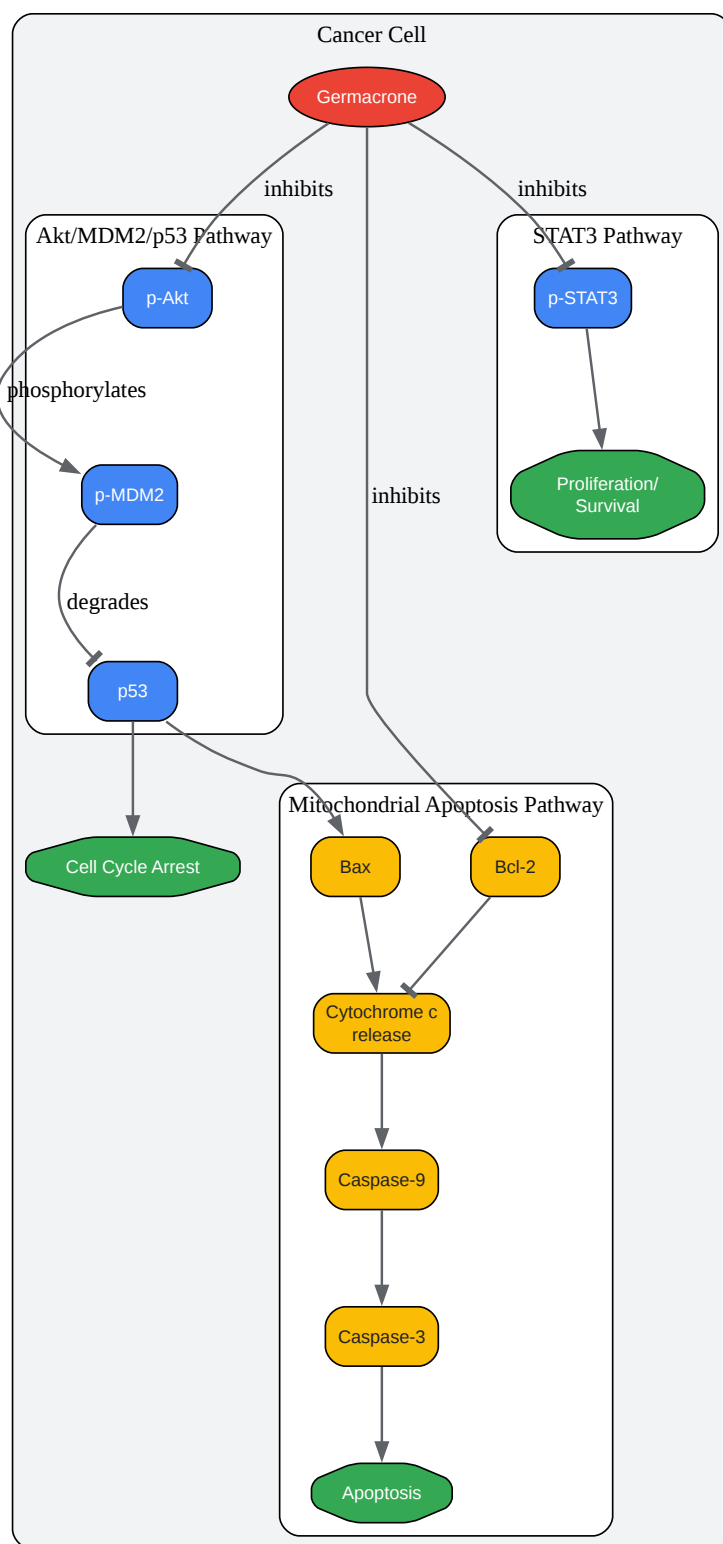 Cancer Cell
Germacrone
inhibits
inhibits
Akt/MDM2/p53 Pathway
STAT3 Pathway
p-Akt
p-STAT3
phosphorylates
p-MDM2
Proliferation/
Survival
inhibits
degrades
p53
Mitochondrial Apoptosis Pathway
Cell Cycle Arrest
Bax
Bcl-2
Cytochrome c
release
Caspase-9
Caspase-3
Apoptosis